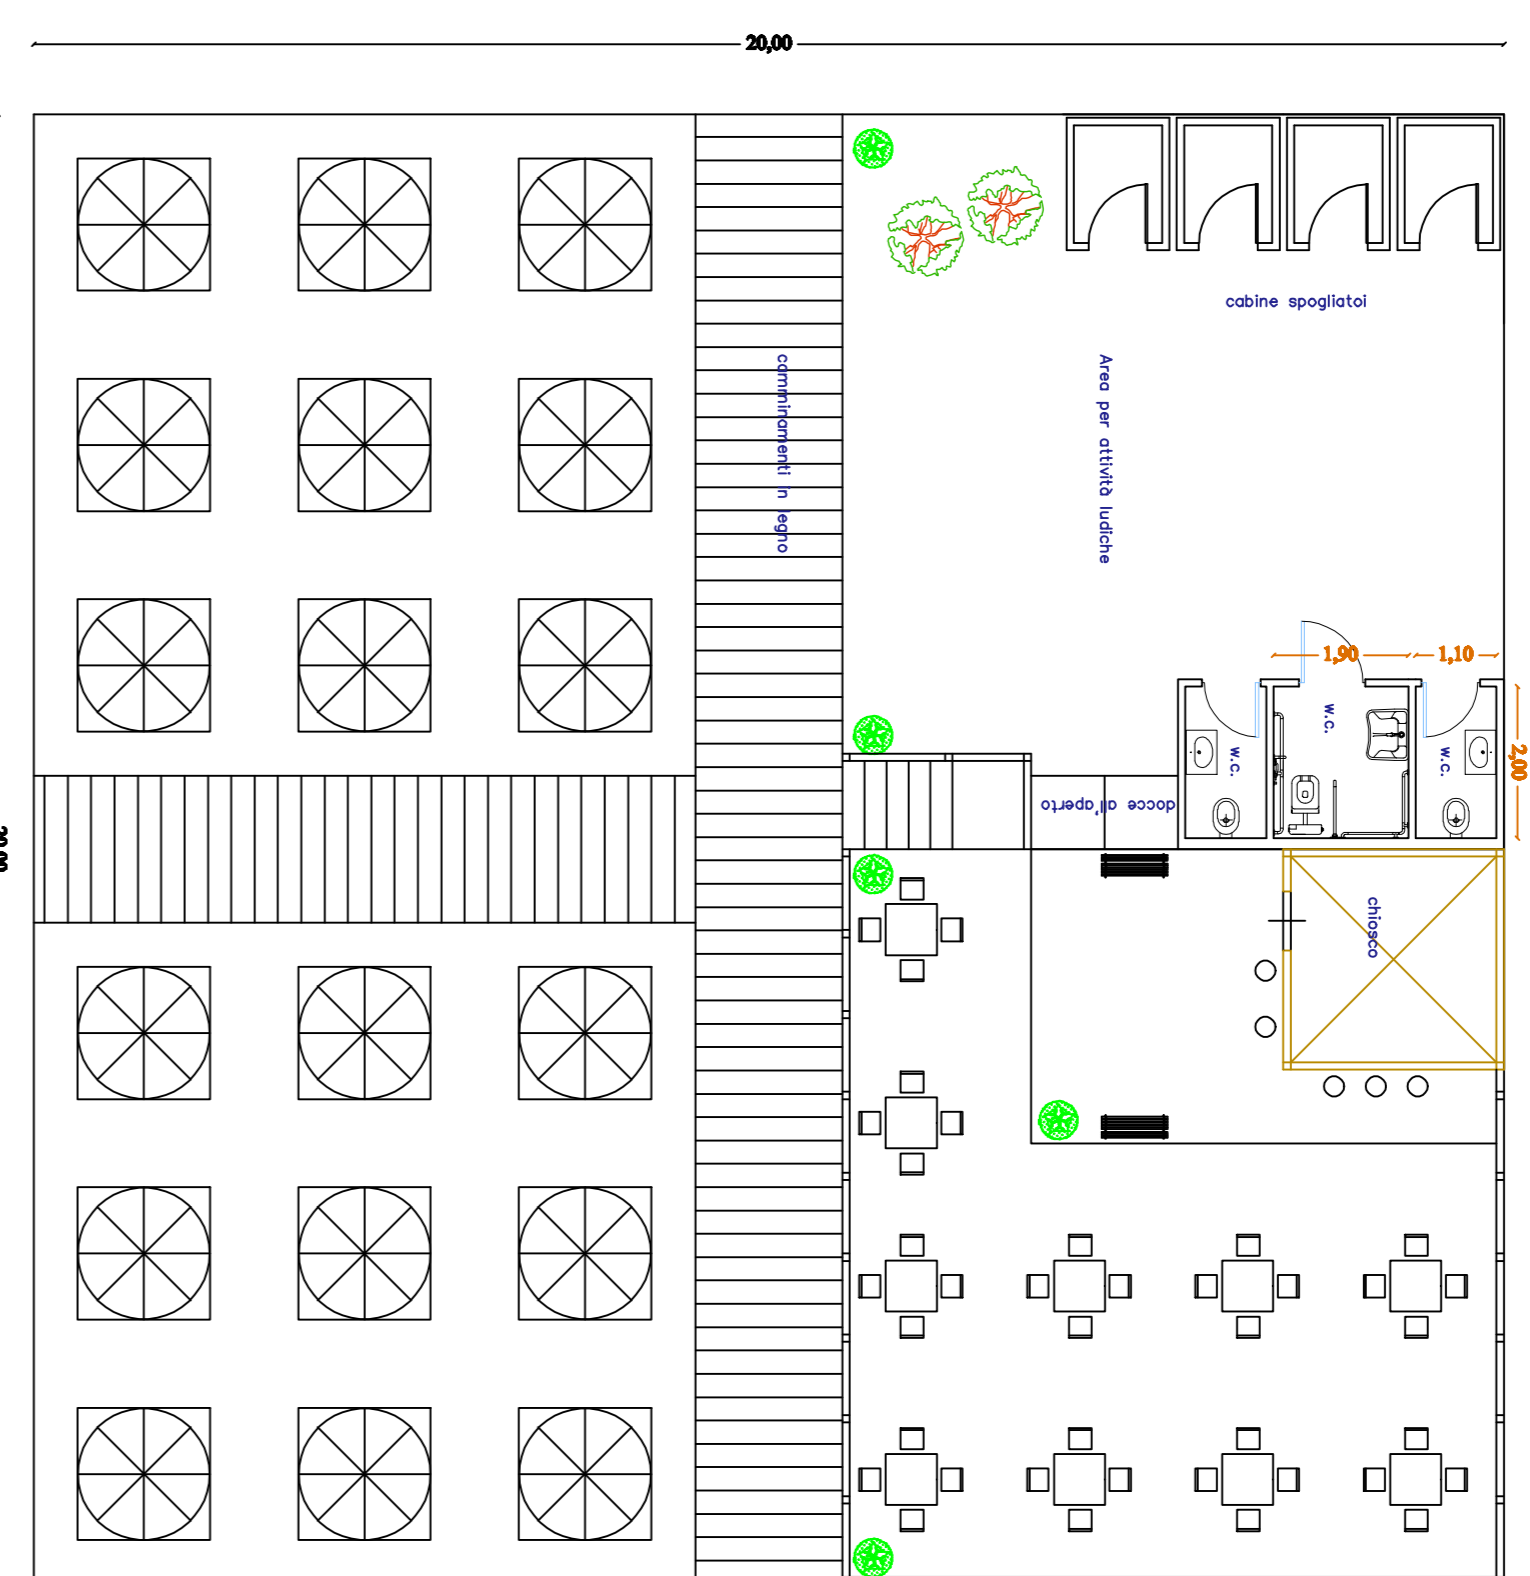 20,00
cabine spogliatoi
camminamenti in legno
Area per attività ludiche
1,90
1,10
w.c.
w.c.
w.c.
2,00
docce all'aperto
chiosco